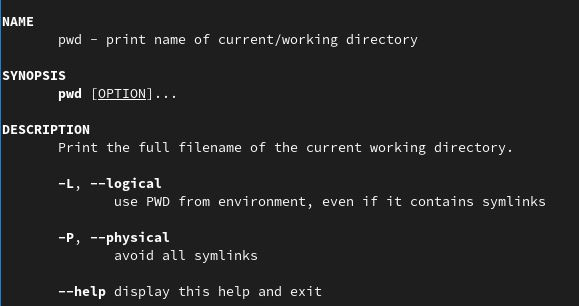 NAME
pwd - print name of current/working directory
SYNOPSIS
pwd [OPTION]...
DESCRIPTION
Print the full filename of the current working directory.
-L, --logical
use PWD from environment, even if it contains symlinks
-P, --physical
avoid all symlinks
--help display this help and exit